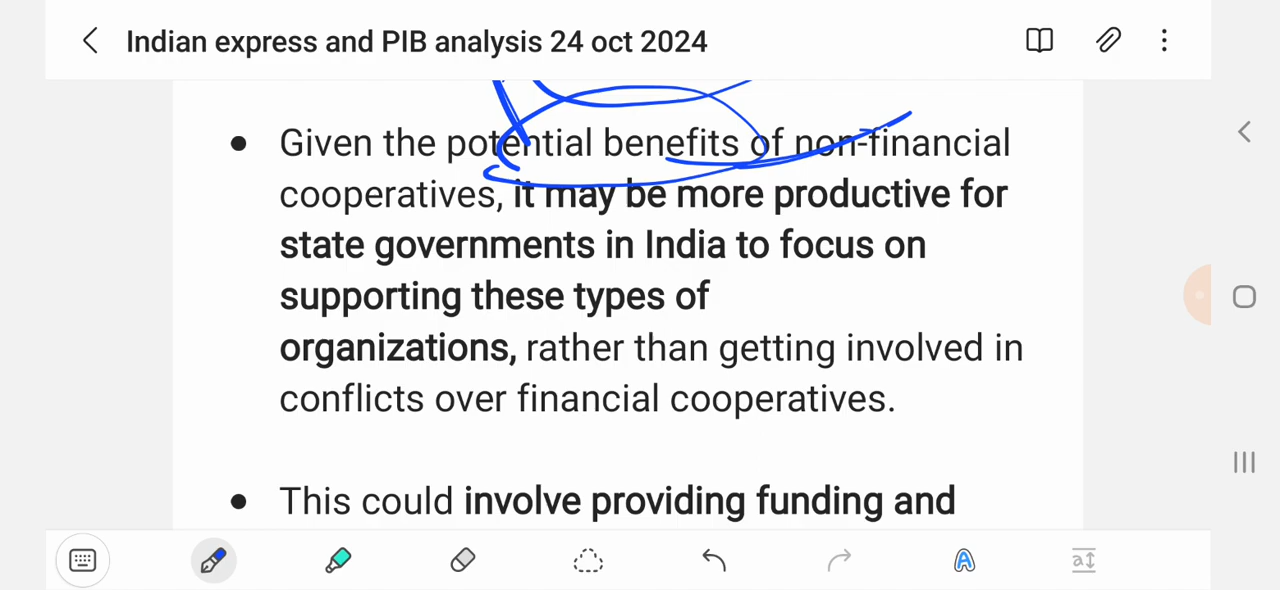 Indian express and PIB analysis 24 oct 2024
Given the potential benefits of non-financial
cooperatives, it may be more productive for
state governments in India to focus on
supporting these types of
organizations, rather than getting involved in
conflicts over financial cooperatives.
This could involve providing funding and